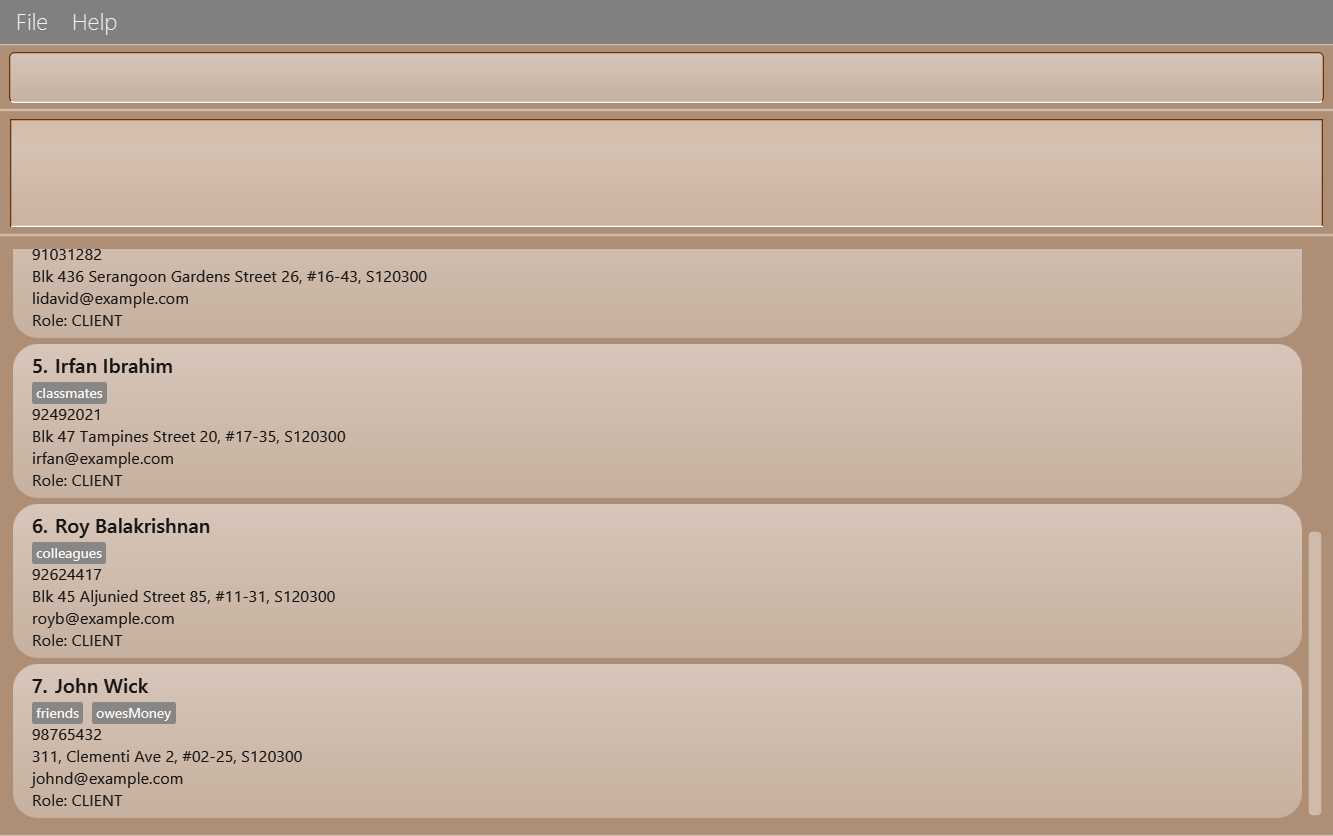 File Help
91031282
Blk 436 Serangoon Gardens Street 26, #16-43, S120300
lidavid@example.com
Role: CLIENT
5. Irfan Ibrahim
classmates
92492021
Blk 47 Tampines Street 20, #17-35, S120300
irfan@example.com
Role: CLIENT
6. Roy Balakrishnan
colleagues
92624417
Blk 45 Aljunied Street 85, #11-31, S120300
royb@example.com
Role: CLIENT
7. John Wick
friends owesMoney
98765432
311, Clementi Ave 2, #02-25, S120300
johnd@example.com
Role: CLIENT